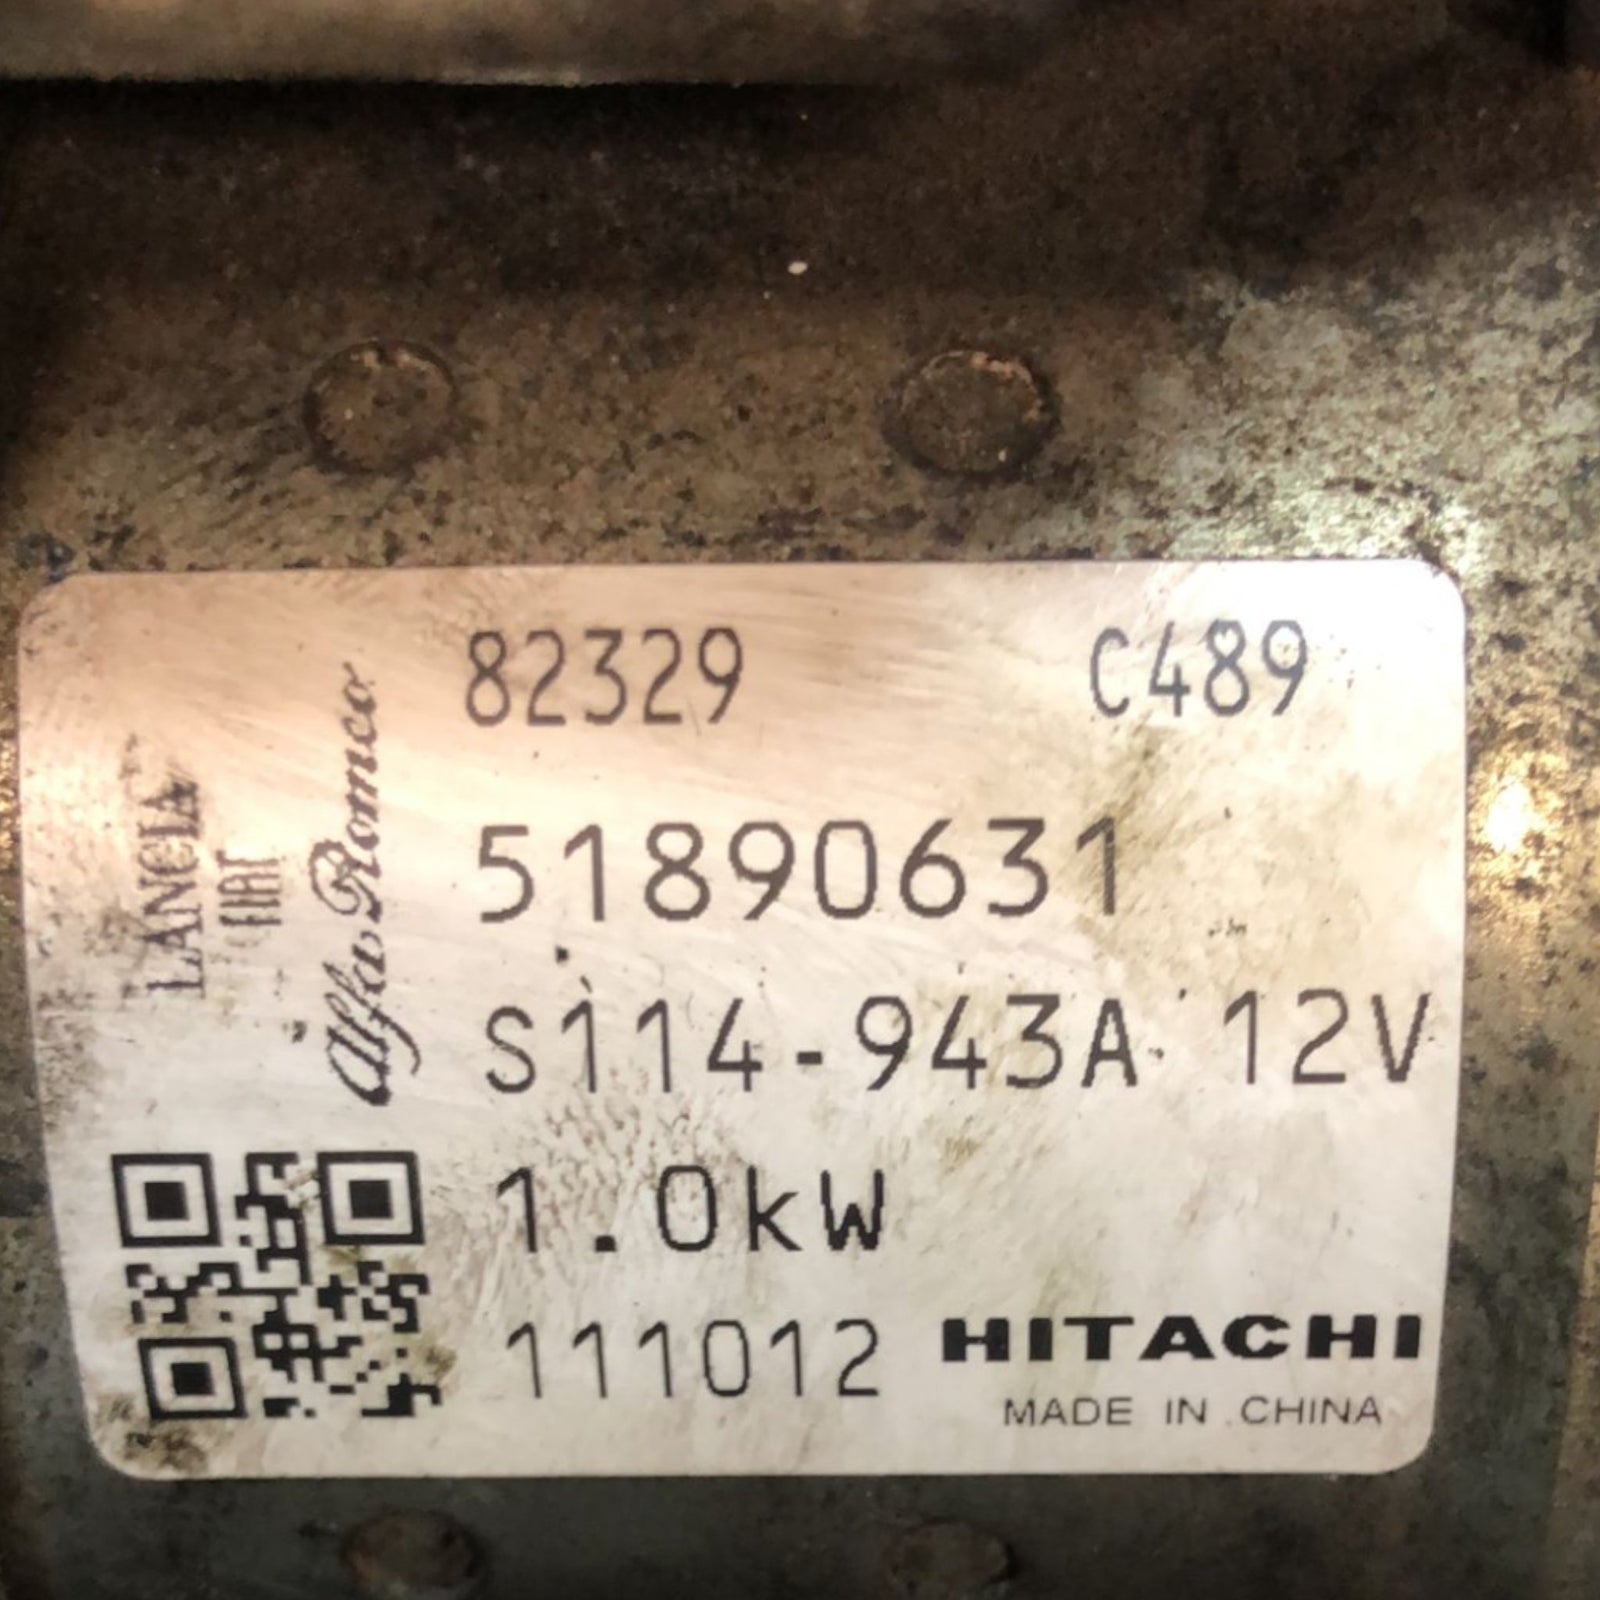 82329 C489
LANCIA
FIAT
Alfa Romeo
51890631
S114-943A 12V
1.0kW
111012 HITACHI
MADE IN CHINA